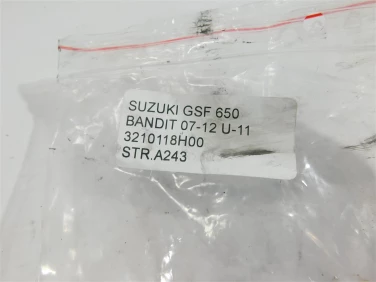 SUZUKI GSF 650
BANDIT 07-12 U-11
3210118H00
STR.A243